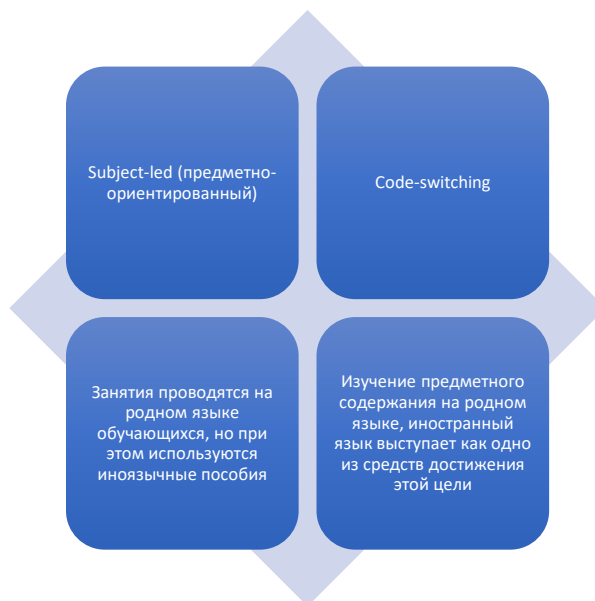 Subject-led (предметно-
ориентированный)
Code-switching
Занятия проводятся на
родном языке
обучающихся, но при
этом используются
иноязычные пособия
Изучение предметного
содержания на родном
языке, иностранный
язык выступает как одно
из средств достижения
этой цели